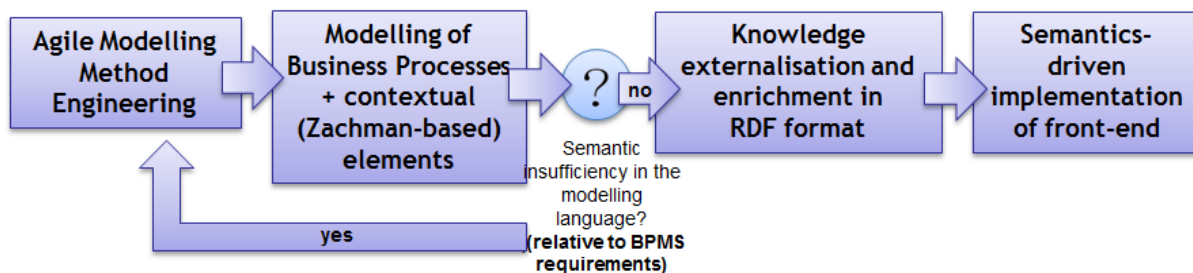 Agile Modelling
Method
Engineering
Modelling of
Business Processes
+ contextual
(Zachman-based)
elements
?
no
Semantic
insufficiency in the
modelling
language?
(relative to BPMS
requirements)
yes
Knowledge
externalisation and
enrichment in
RDF format
Semantics-
driven
implementation
of front-end